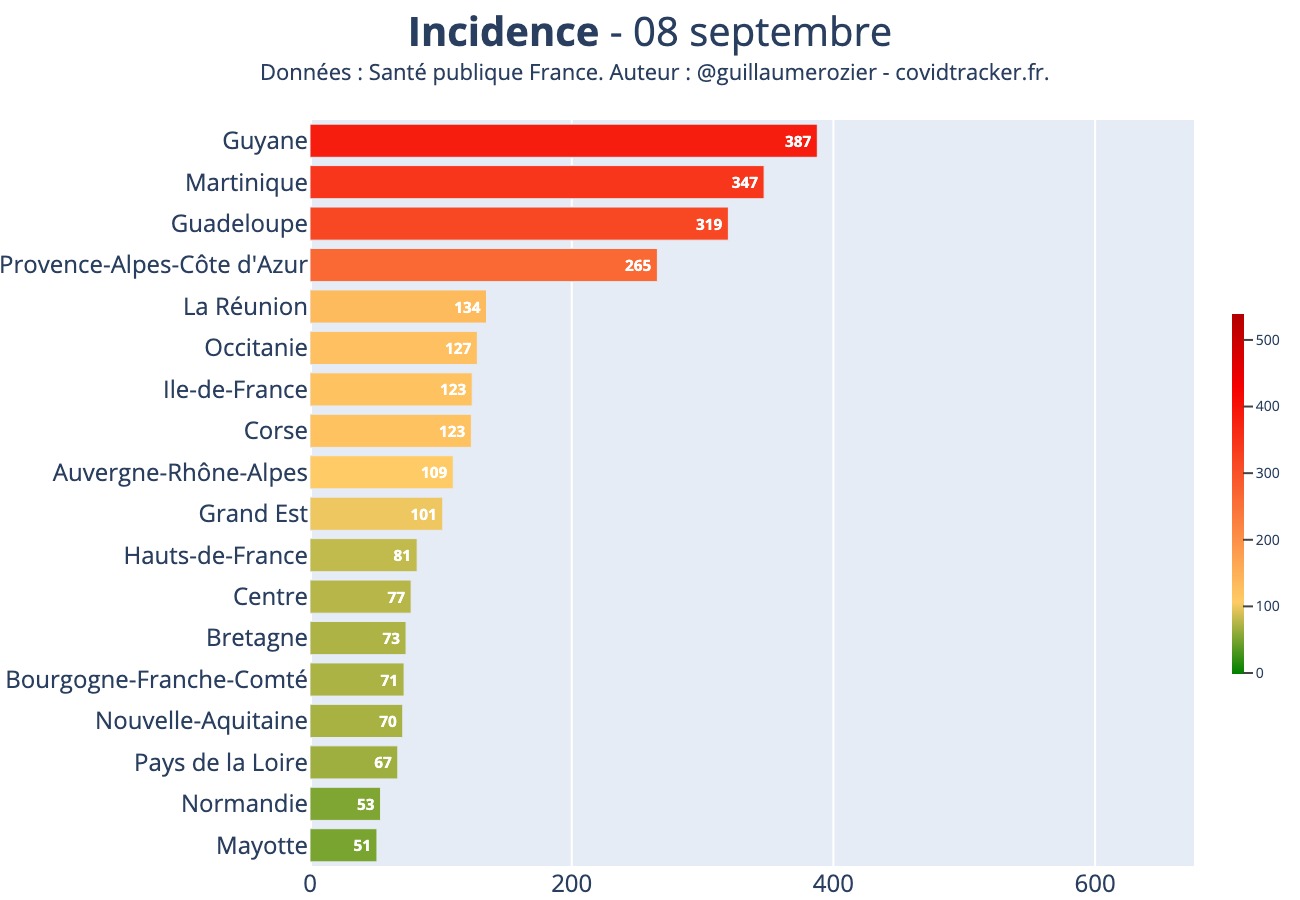 Incidence - 08 septembre
Données : Santé publique France. Auteur : @guillaumerozier - covidtracker.fr.
Guyane 387
Martinique 347
Guadeloupe 319
Provence-Alpes-Côte d'Azur 265
La Réunion 134
Occitanie 127
Ile-de-France 123
Corse 123
Auvergne-Rhône-Alpes 109
Grand Est 101
Hauts-de-France 81
Centre 77
Bretagne 73
Bourgogne-Franche-Comté 71
Nouvelle-Aquitaine 70
Pays de la Loire 67
Normandie 53
Mayotte 51
0 200 400 600
500
400
300
200
100
0